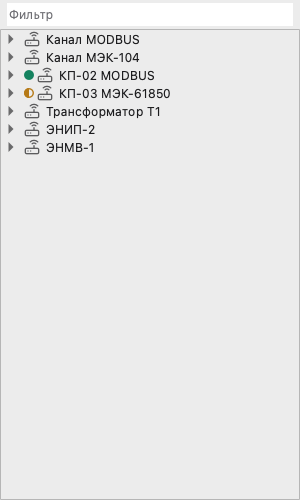 Фильтр
Канал MODBUS
Канал МЭК-104
КП-02 MODBUS
КП-03 МЭК-61850
Трансформатор Т1
ЭНИП-2
ЭНМВ-1